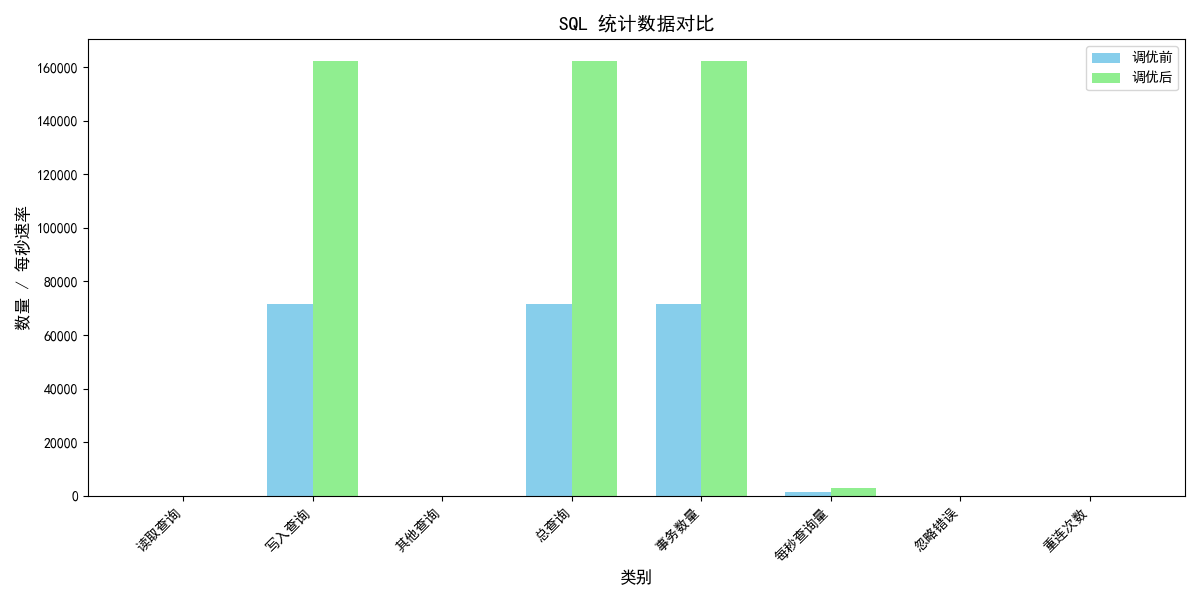 SQL 统计数据对比
调优前
调优后
数量 / 每秒速率
160000
140000
120000
100000
80000
60000
40000
20000
0
读取查询
写入查询
其他查询
总查询
事务数量
每秒查询量
忽略错误
重连次数
类别